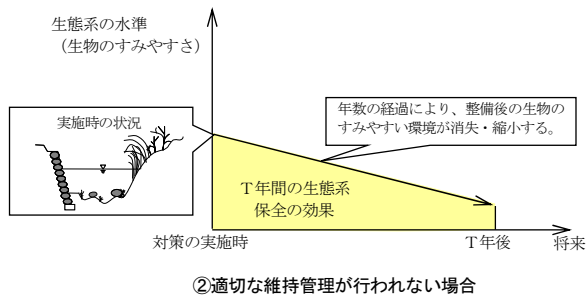 生態系の水準
（生物のすみやすさ）
実施時の状況
年数の経過により、整備後の生物の
すみやすい環境が消失・縮小する。
T年間の生態系
保全の効果
対策の実施時
T年後
将来
②適切な維持管理が行われない場合